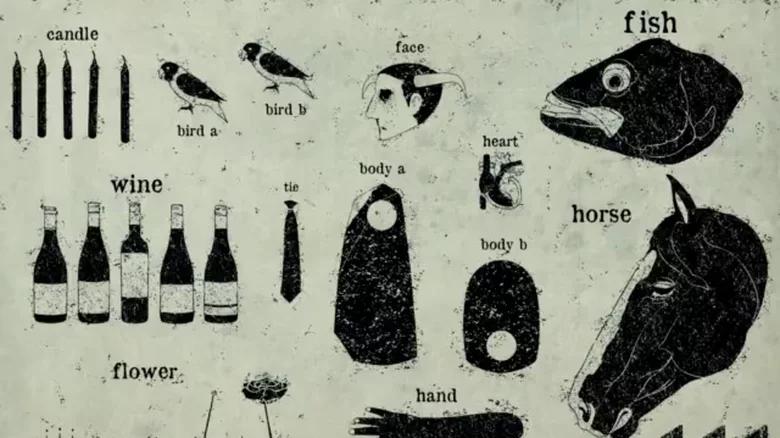 candle
bird a
bird b
face
fish
wine
tie
body a
heart
horse
body b
flower
hand